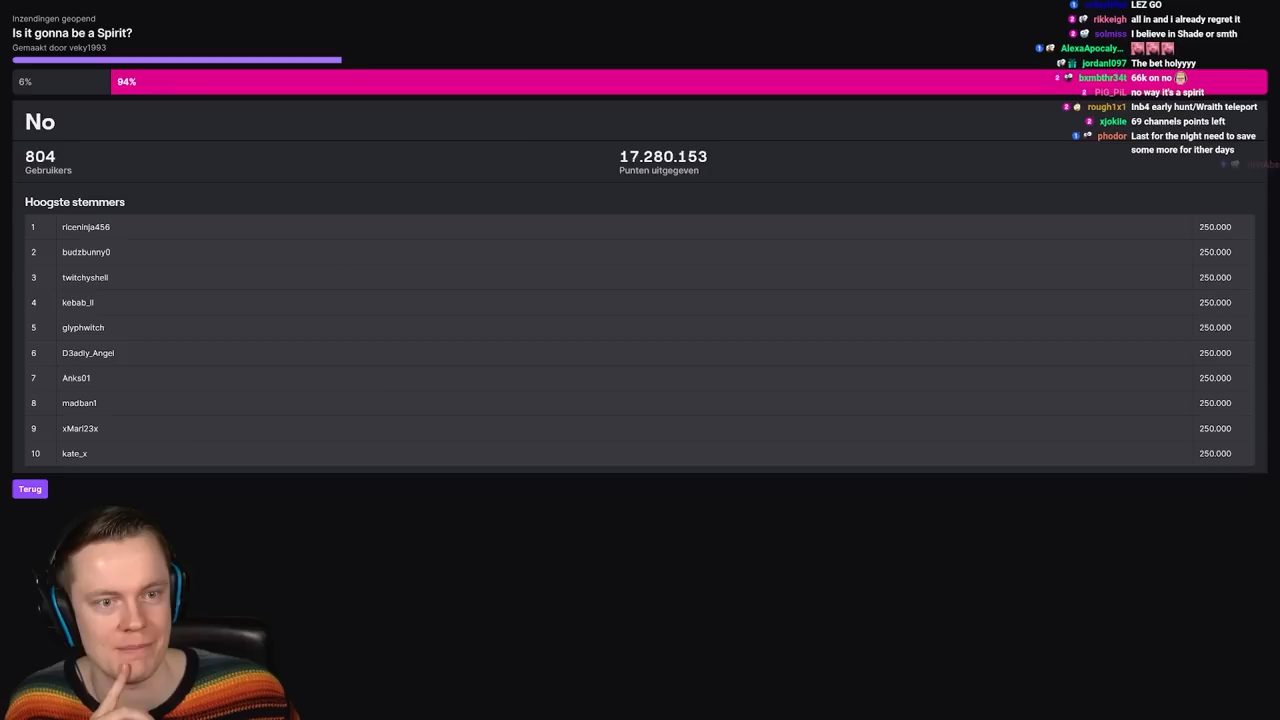 Inzendingen geopend
Is it gonna be a Spirit?
Gemaakt door veky1993
6%
94%
No
804
Gebruikers
17.280.153
Punten uitgegeven
Hoogste stemmers
1 riceninja456 250.000
2 budzbunny0 250.000
3 twitchyshell 250.000
4 kebab_ll 250.000
5 glyphwitch 250.000
6 D3adly_Angel 250.000
7 Anks01 250.000
8 madban1 250.000
9 xMarl23x 250.000
10 kate_x 250.000
Terug
LEZ GO
rikkeigh all in and i already regret it
solmiss I believe in Shade or smth
AlexaApocaly...
jordanl097 The bet holyyyy
bxmbthr34t 66k on no
PiG_PiL no way it's a spirit
rough1x1 Inb4 early hunt/Wraith teleport
xjokiie 69 channels points left
phodor Last for the night need to save
some more for ither days